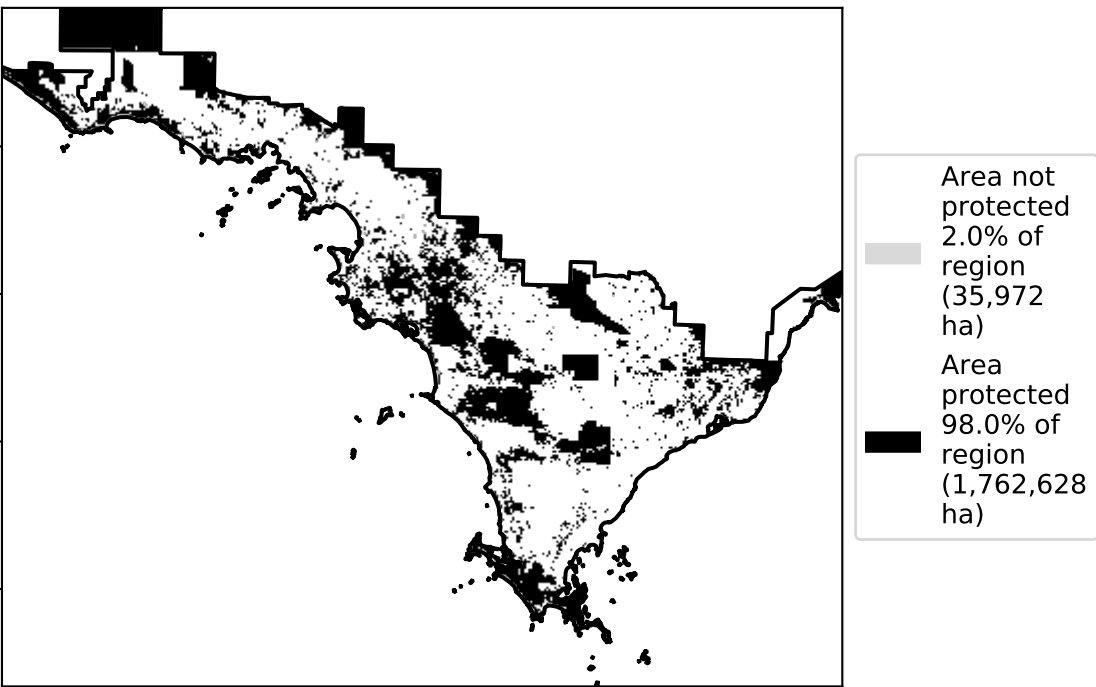 Area not
protected
2.0% of
region
(35,972
ha)
Area
protected
98.0% of
region
(1,762,628
ha)